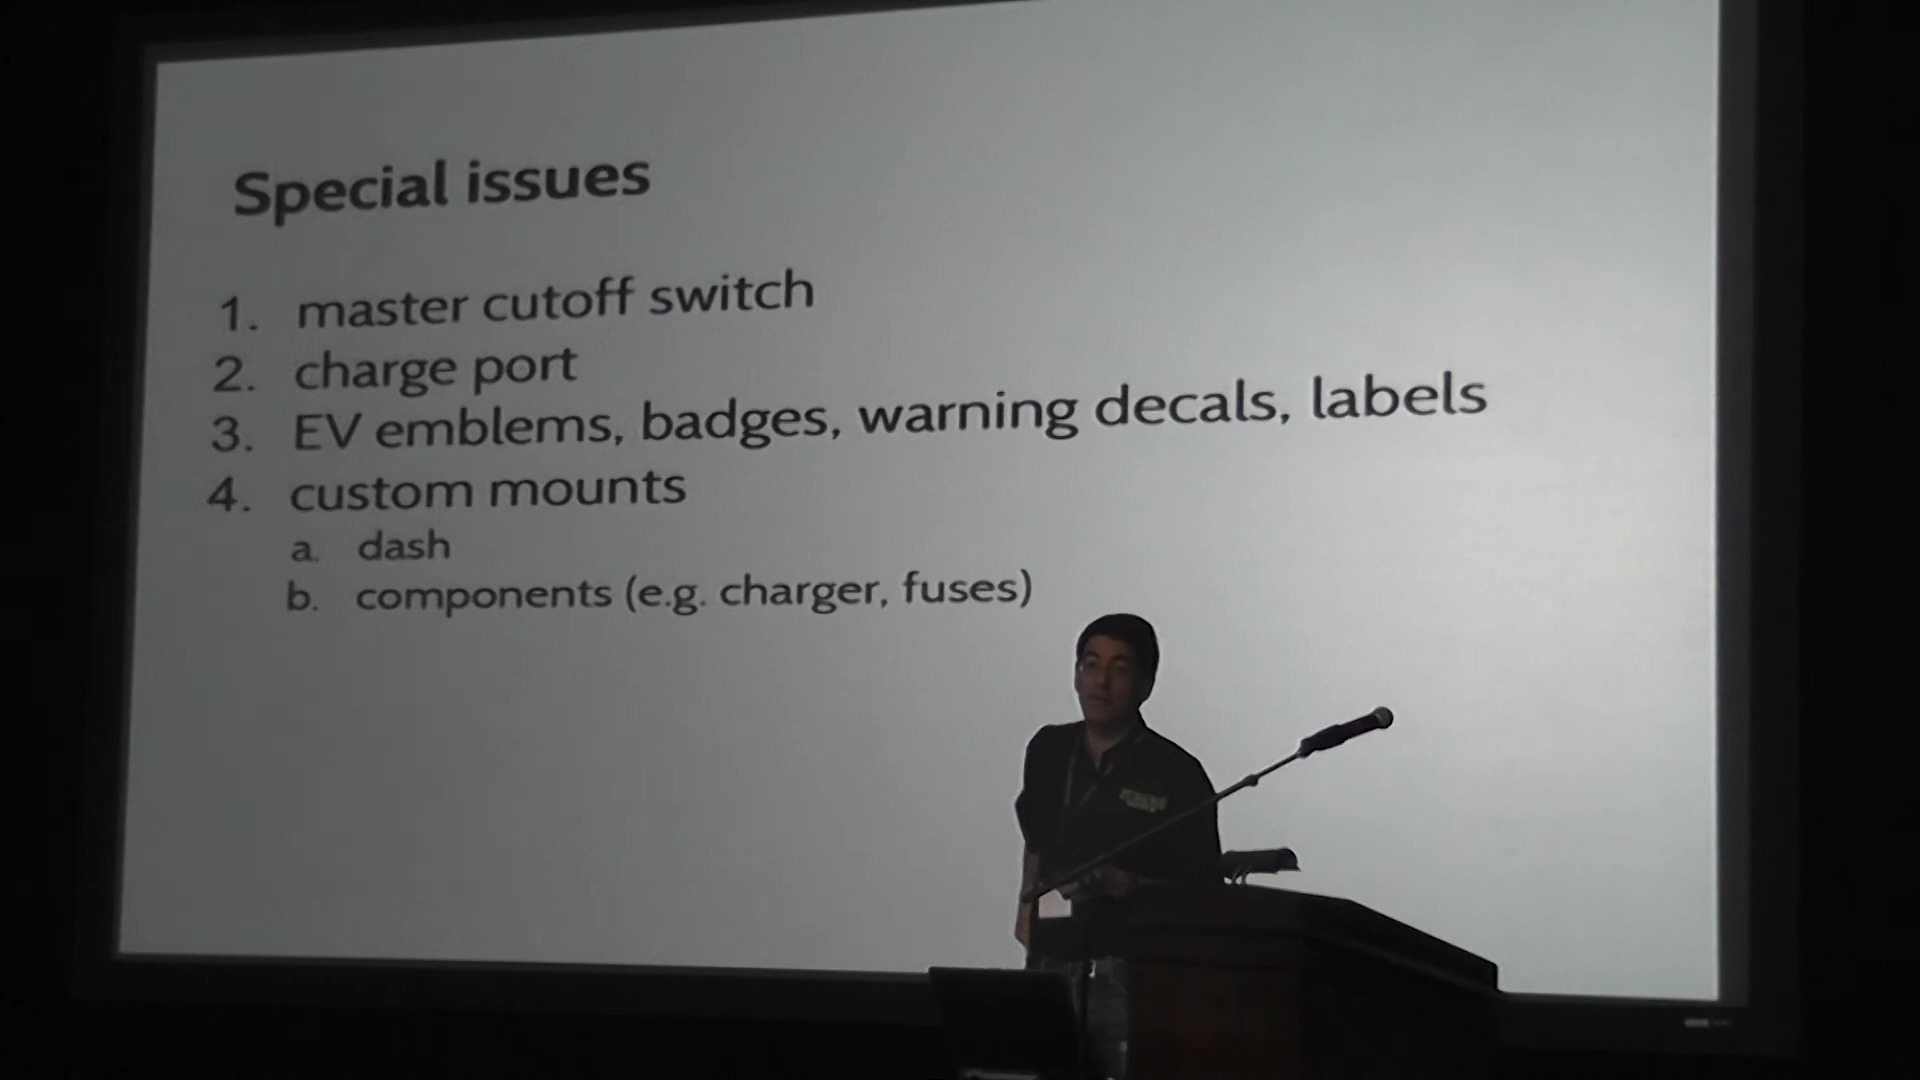 Special issues
1. master cutoff switch
2. charge port
3. EV emblems, badges, warning decals, labels
4. custom mounts
a. dash
b. components (e.g. charger, fuses)